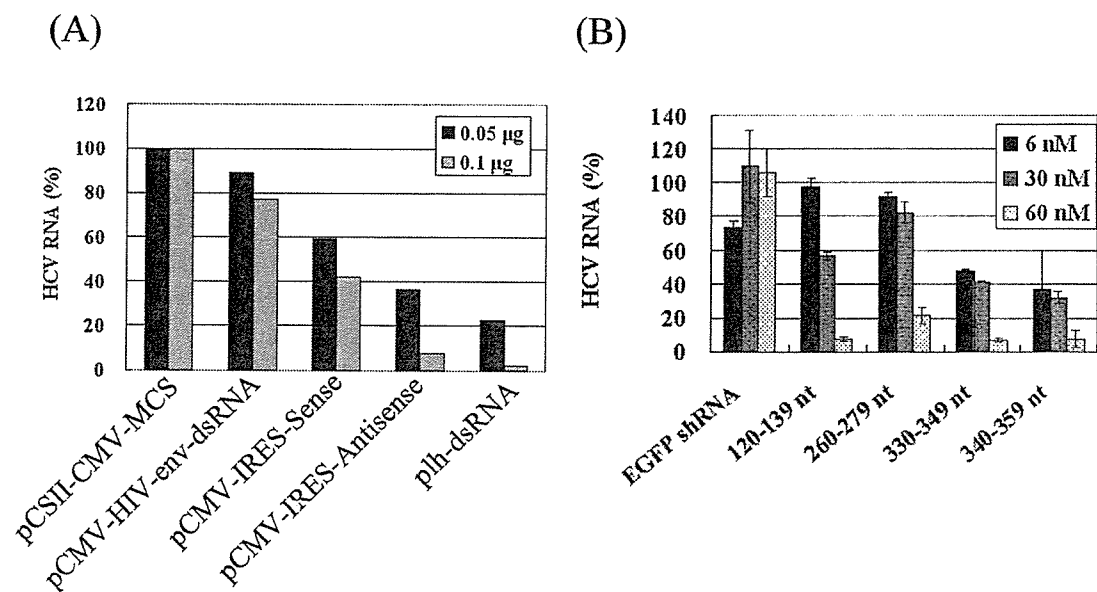 (A)
HCV RNA (%)
120
100
80
60
40
20
0
0.05 µg
0.1 µg
pCSII-CMV-MCS
pCMV-HIV-env-dsRNA
pCMV-IRES-Sense
pCMV-IRES-Antisense
plh-dsRNA
(B)
HCV RNA (%)
140
120
100
80
60
40
20
0
6 nM
30 nM
60 nM
EGFP shRNA
120-139 nt
260-279 nt
330-349 nt
340-359 nt